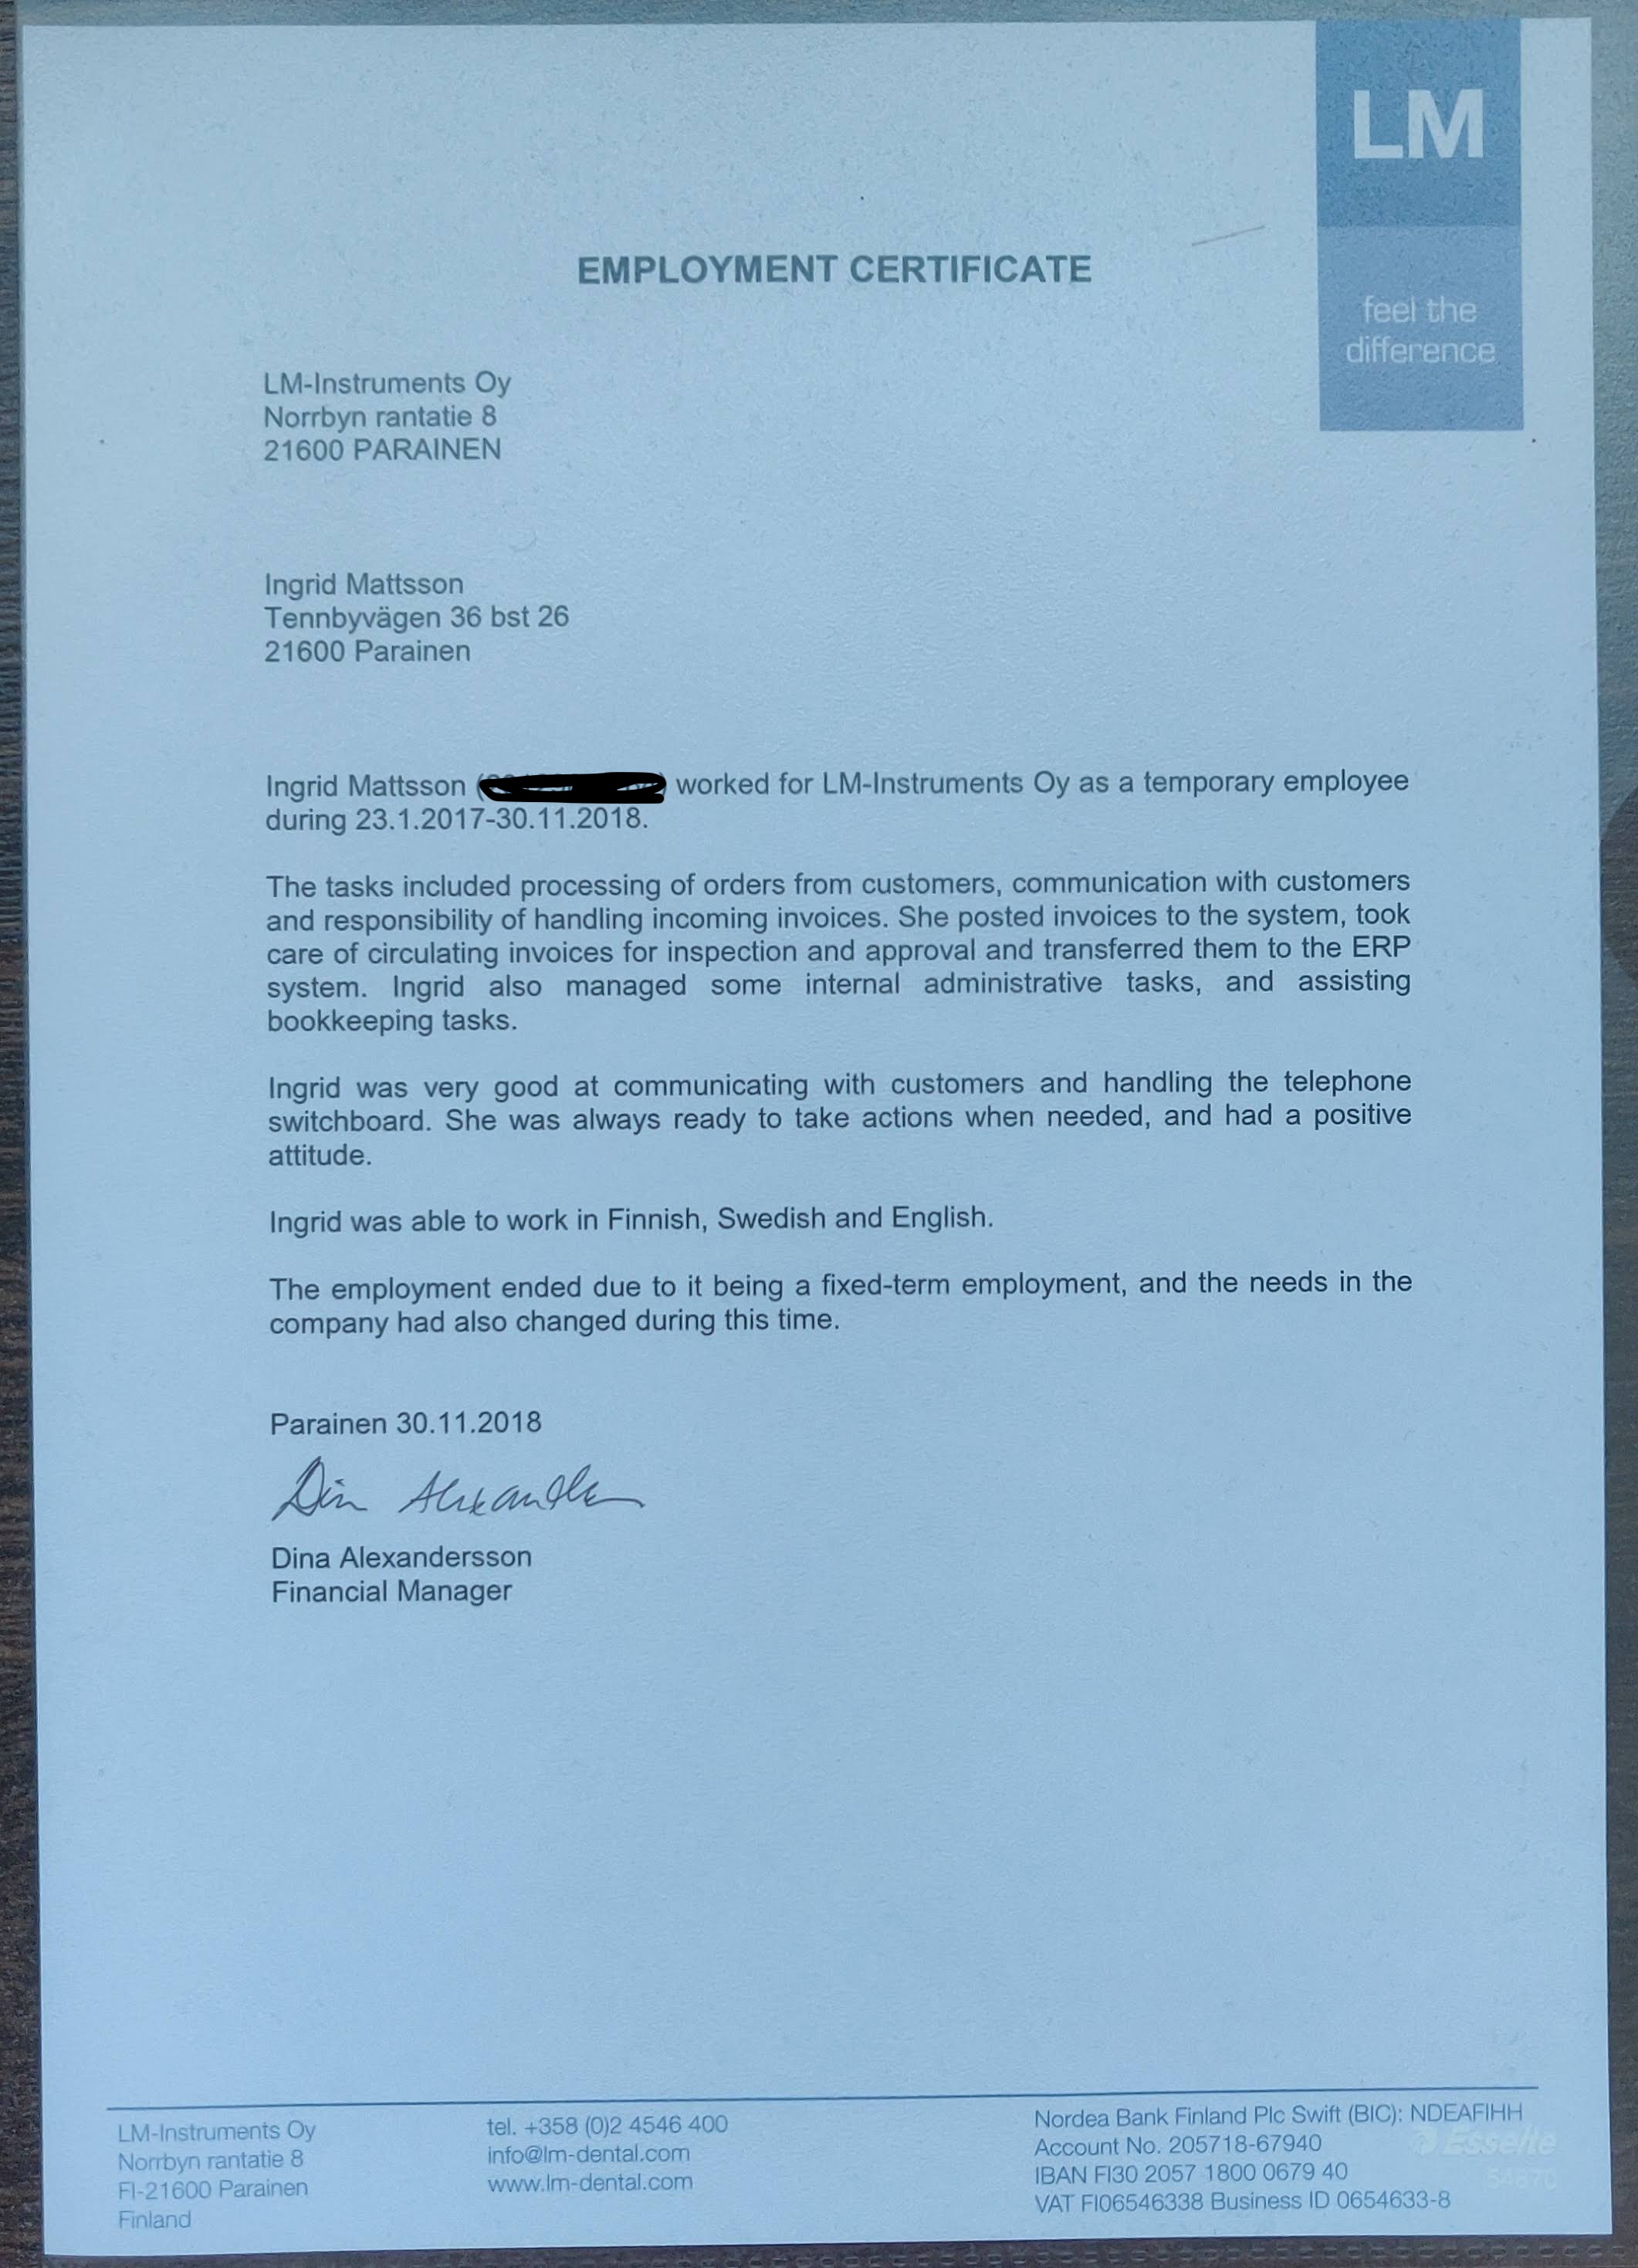 LM
feel the
difference
EMPLOYMENT CERTIFICATE
LM-Instruments Oy
Norrbyn rantatie 8
21600 PARAINEN
Ingrid Mattsson
Tennbyvägen 36 bst 26
21600 Parainen
Ingrid Mattsson ( ) worked for LM-Instruments Oy as a temporary employee
during 23.1.2017-30.11.2018.
The tasks included processing of orders from customers, communication with customers
and responsibility of handling incoming invoices. She posted invoices to the system, took
care of circulating invoices for inspection and approval and transferred them to the ERP
system. Ingrid also managed some internal administrative tasks, and assisting
bookkeeping tasks.
Ingrid was very good at communicating with customers and handling the telephone
switchboard. She was always ready to take actions when needed, and had a positive
attitude.
Ingrid was able to work in Finnish, Swedish and English.
The employment ended due to it being a fixed-term employment, and the needs in the
company had also changed during this time.
Parainen 30.11.2018
Dina Alexandersson
Financial Manager
LM-Instruments Oy
Norrbyn rantatie 8
FI-21600 Parainen
Finland
tel. +358 (0)2 4546 400
info@lm-dental.com
www.lm-dental.com
Nordea Bank Finland Plc Swift (BIC): NDEAFIHH
Account No. 205718-67940
IBAN FI30 2057 1800 0679 40
VAT FI06546338 Business ID 0654633-8
Esselte